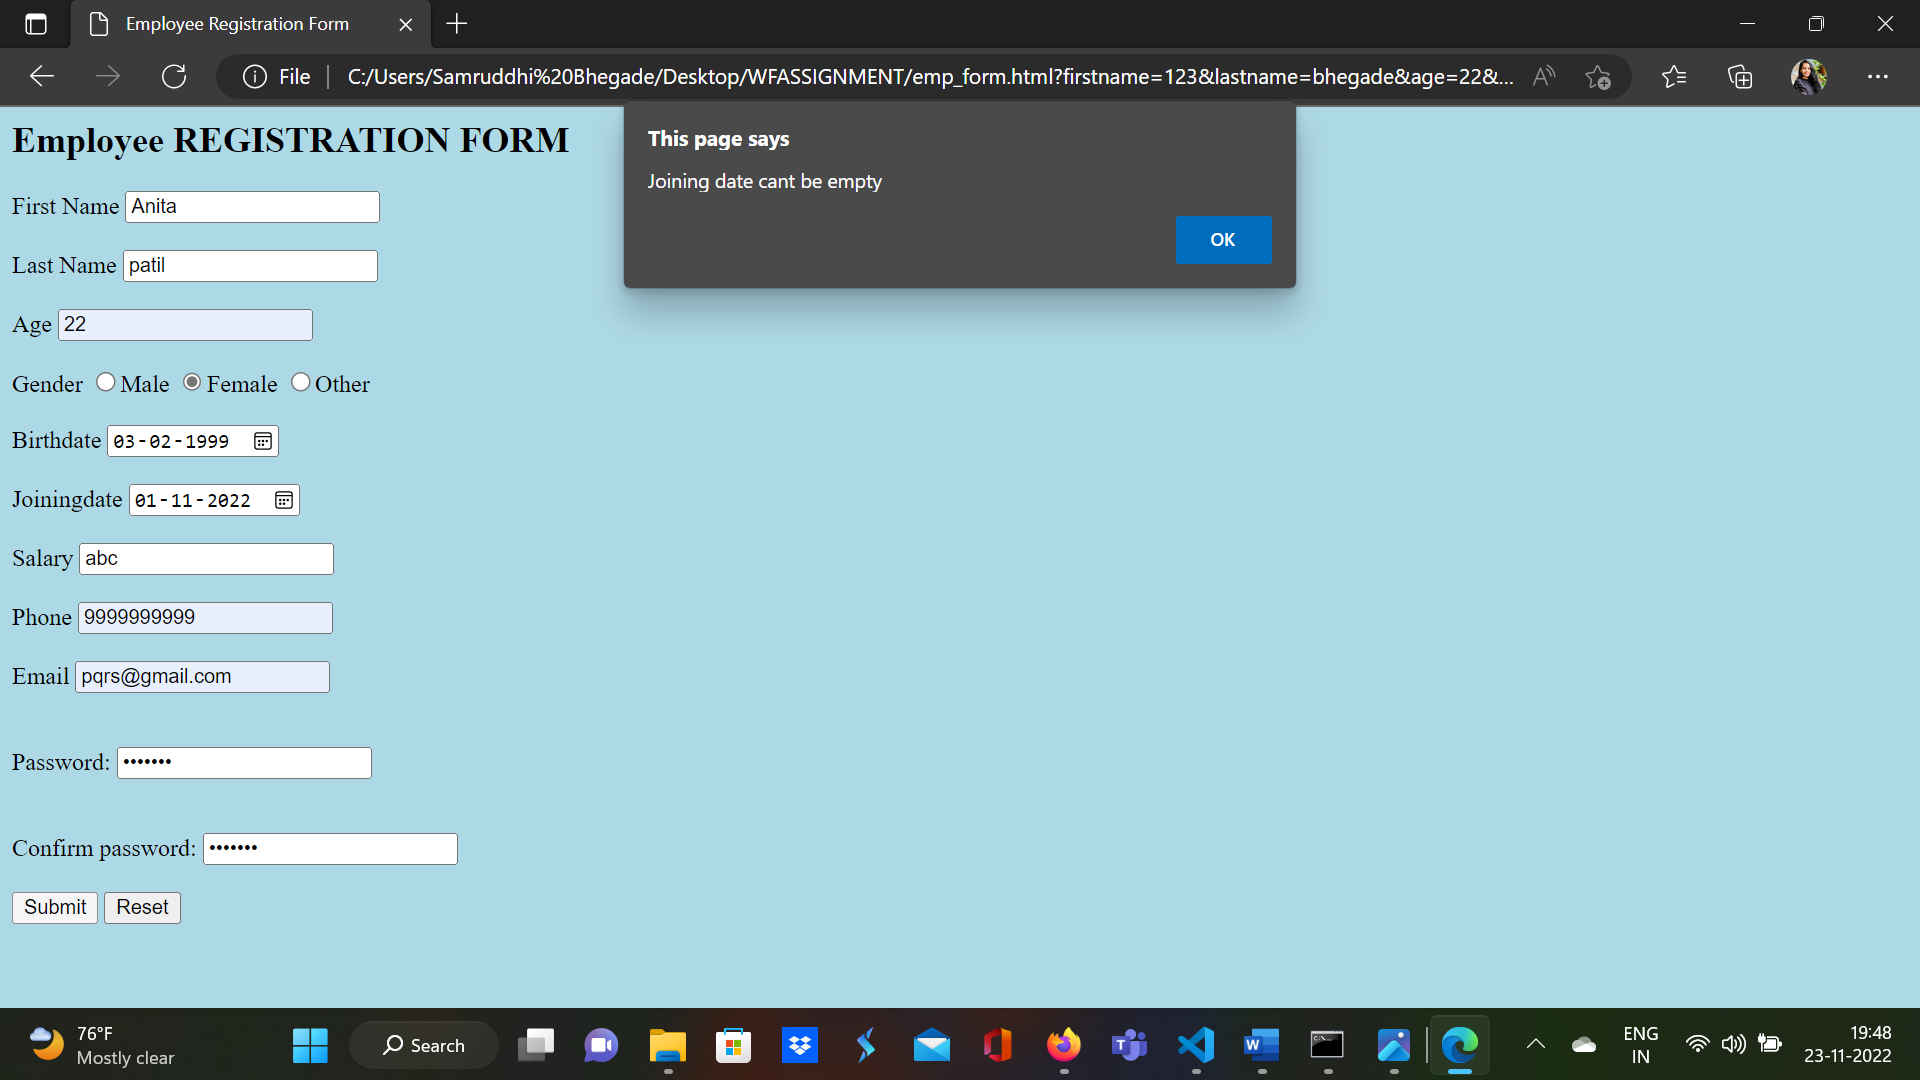 Employee Registration Form
File
C:/Users/Samruddhi%20Bhegade/Desktop/WFASSIGNMENT/emp_form.html?firstname=123&lastname=bhegade&age=22&...
This page says
Joining date cant be empty
OK
Employee REGISTRATION FORM
First Name Anita
Last Name patil
Age 22
Gender Male Female Other
Birthdate 03-02-1999
Joiningdate 01-11-2022
Salary abc
Phone 9999999999
Email pqrs@gmail.com
Password: •••••••
Confirm password: •••••••
Submit Reset
76°F
Mostly clear
Search
ENG
IN
19:48
23-11-2022